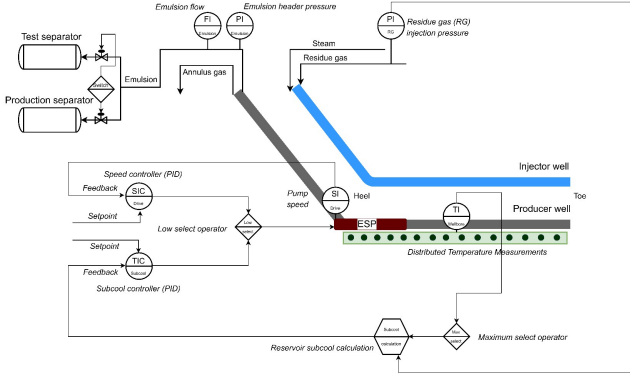 Emulsion flow
Emulsion header pressure
FI
Emulsion
PI
Emulsion
PI
RG
Residue gas (RG)
injection pressure
Test separator
Steam
Residue gas
Emulsion
Annulus gas
Switch
Production separator
Injector well
Speed controller (PID)
Feedback
SIC
Drive
Setpoint
Pump
speed
SI
Drive
Heel
Toe
TI
Wellbore
Producer well
Low select operator
Low
select
ESP
Setpoint
TIC
Subcool
Feedback
Distributed Temperature Measurements
Subcool controller (PID)
Subcool
calculation
Max
select
Maximum select operator
Reservoir subcool calculation